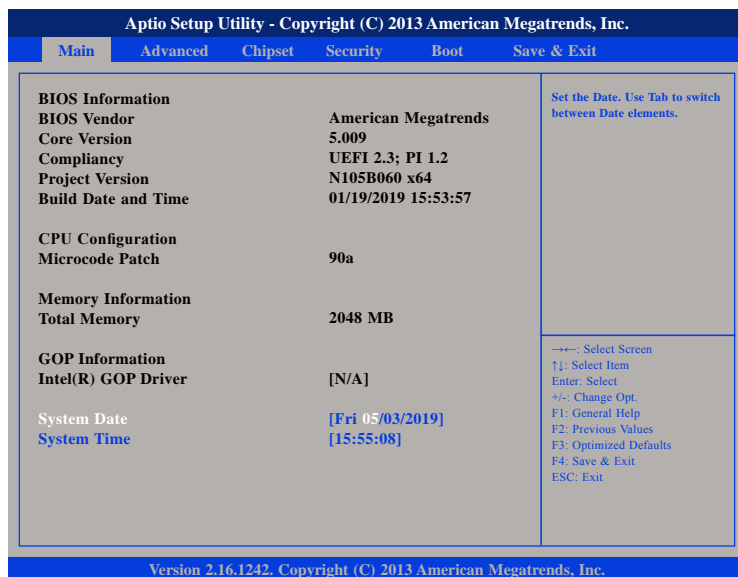 Aptio Setup Utility - Copyright (C) 2013 American Megatrends, Inc.
Main Advanced Chipset Security Boot Save & Exit
BIOS Information
BIOS Vendor American Megatrends
Core Version 5.009
Compliancy UEFI 2.3; PI 1.2
Project Version N105B060 x64
Build Date and Time 01/19/2019 15:53:57
CPU Configuration
Microcode Patch 90a
Memory Information
Total Memory 2048 MB
GOP Information
Intel(R) GOP Driver [N/A]
System Date [Fri 05/03/2019]
System Time [15:55:08]
Set the Date. Use Tab to switch
between Date elements.
→←: Select Screen
↑↓: Select Item
Enter: Select
+/-: Change Opt.
F1: General Help
F2: Previous Values
F3: Optimized Defaults
F4: Save & Exit
ESC: Exit
Version 2.16.1242. Copyright (C) 2013 American Megatrends, Inc.